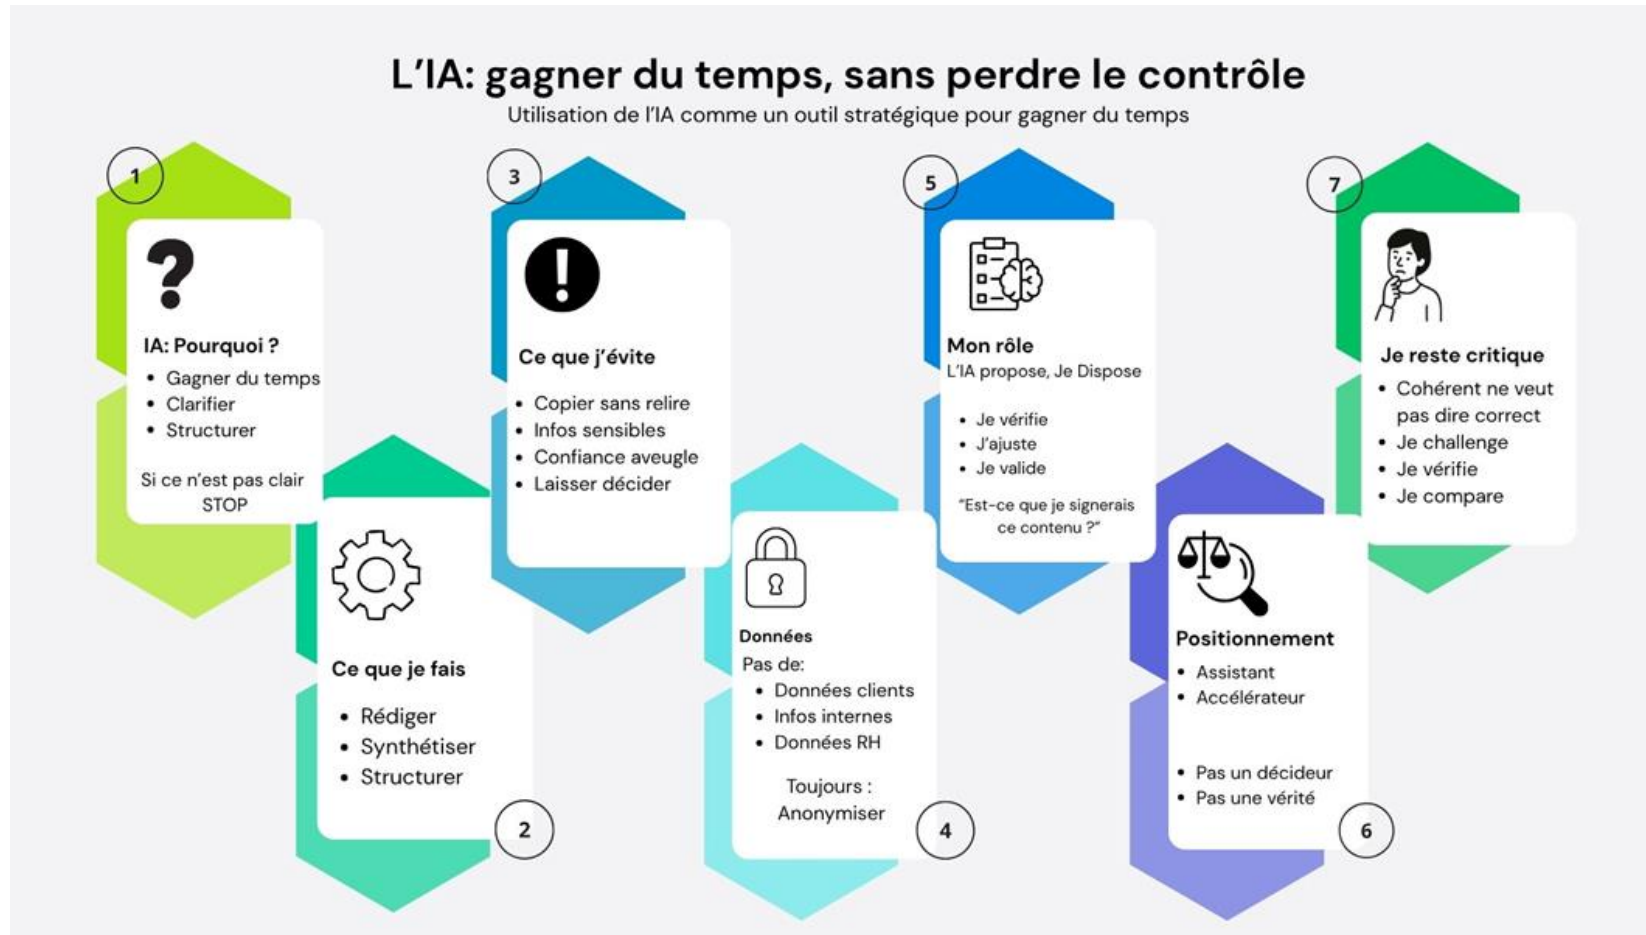 L'IA: gagner du temps, sans perdre le contrôle
Utilisation de l'IA comme un outil stratégique pour gagner du temps
1
IA: Pourquoi ?
• Gagner du temps
• Clarifier
• Structurer
Si ce n'est pas clair
STOP
Ce que je fais
• Rédiger
• Synthétiser
• Structurer
2
3
Ce que j'évite
• Copier sans relire
• Infos sensibles
• Confiance aveugle
• Laisser décider
Données
Pas de:
• Données clients
• Infos internes
• Données RH
Toujours :
Anonymiser
4
5
Mon rôle
L'IA propose, Je Dispose
• Je vérifie
• J'ajuste
• Je valide
“Est-ce que je signerais
ce contenu ?”
Positionnement
• Assistant
• Accélérateur
• Pas un décideur
• Pas une vérité
6
7
Je reste critique
• Cohérent ne veut
pas dire correct
• Je challenge
• Je vérifie
• Je compare